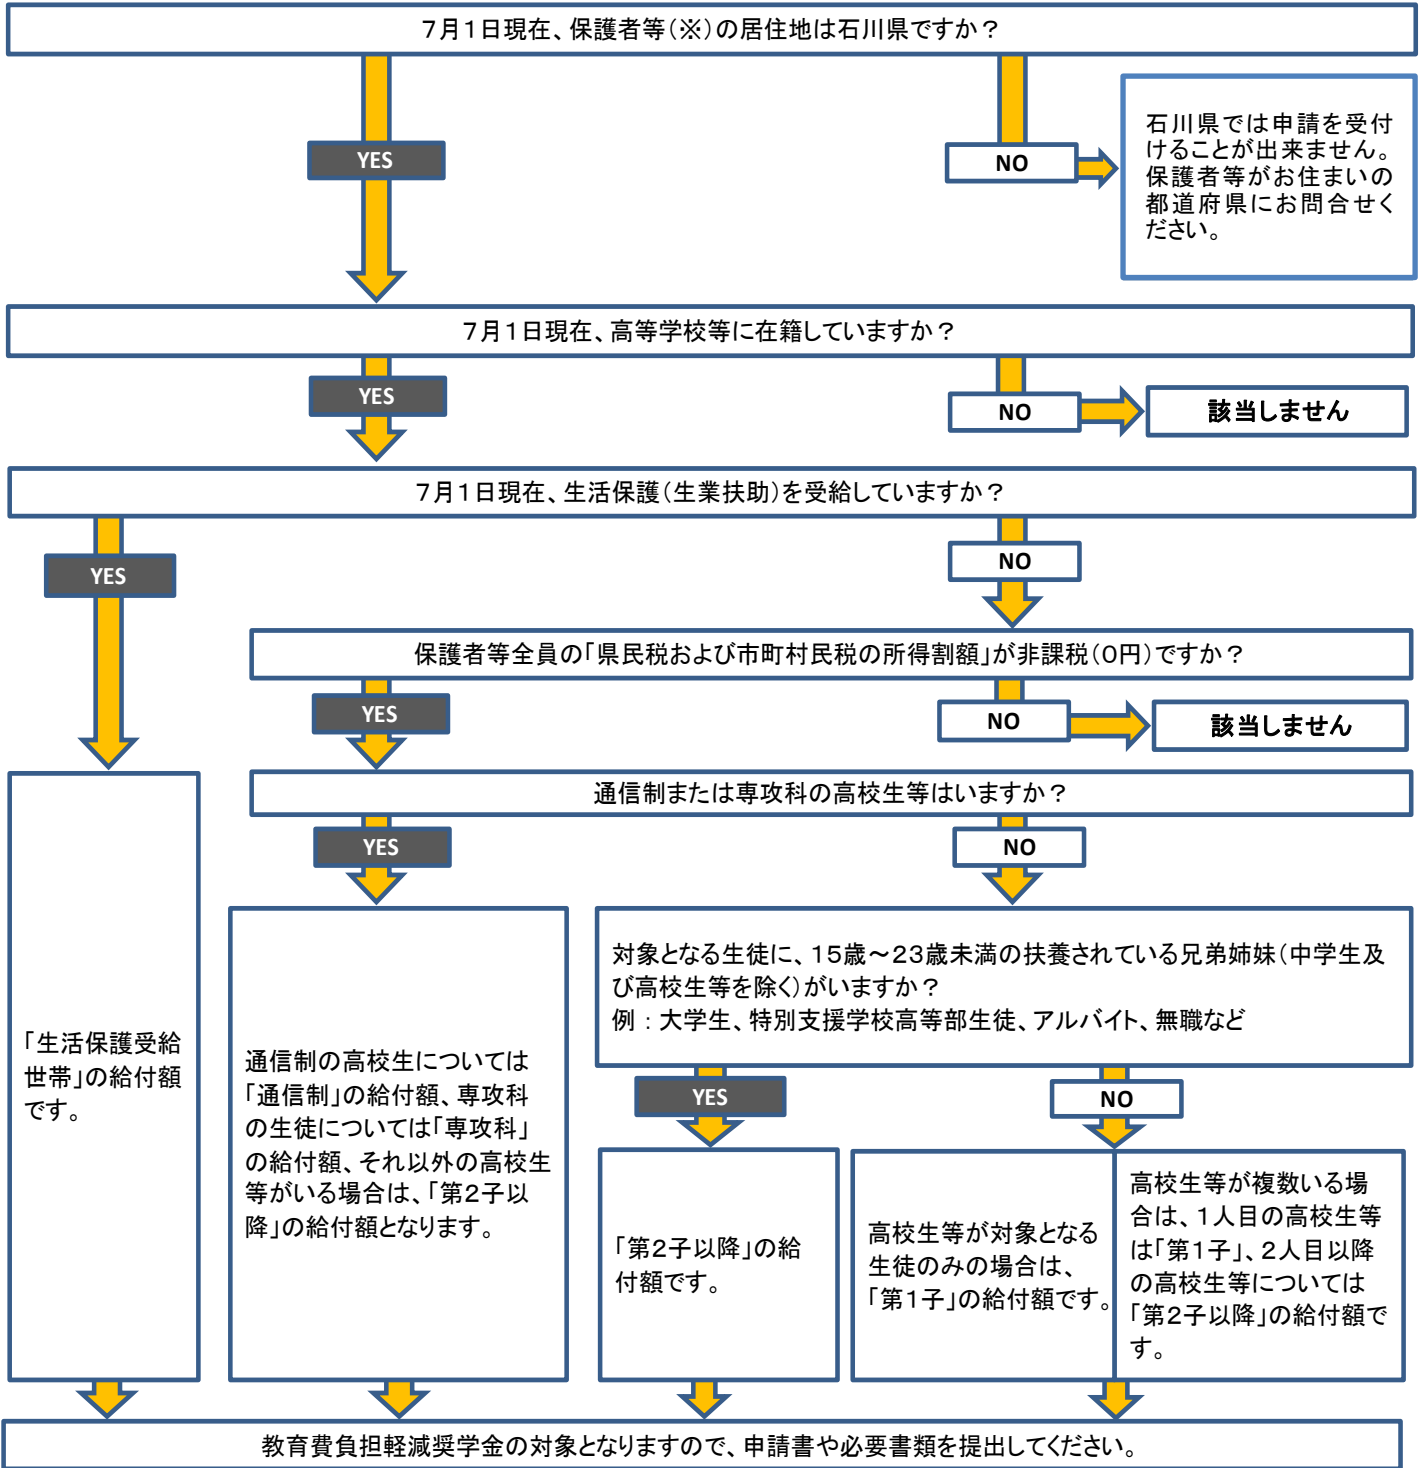 7月1日現在、保護者等(※)の居住地は石川県ですか?
YES
NO
石川県では申請を受付
けることが出来ません。
保護者等がお住まいの
都道府県にお問合せく
ださい。
7月1日現在、高等学校等に在籍していますか?
YES
NO
該当しません
7月1日現在、生活保護(生業扶助)を受給していますか?
YES
NO
保護者等全員の「県民税および市町村民税の所得割額」が非課税(0円)ですか?
YES
NO
該当しません
通信制または専攻科の高校生等はいますか?
YES
NO
「生活保護受給
世帯」の給付額
です。
通信制の高校生については
「通信制」の給付額、専攻科
の生徒については「専攻科」
の給付額、それ以外の高校生
等がいる場合は、「第2子以
降」の給付額となります。
対象となる生徒に、15歳~23歳未満の扶養されている兄弟姉妹(中学生及
び高校生等を除く)がいますか?
例:大学生、特別支援学校高等部生徒、アルバイト、無職など
YES
NO
「第2子以降」の給
付額です。
高校生等が対象となる
生徒のみの場合は、
「第1子」の給付額です。
高校生等が複数いる場
合は、1人目の高校生等
は「第1子」、2人目以降
の高校生等については
「第2子以降」の給付額で
す。
教育費負担軽減奨学金の対象となりますので、申請書や必要書類を提出してください。